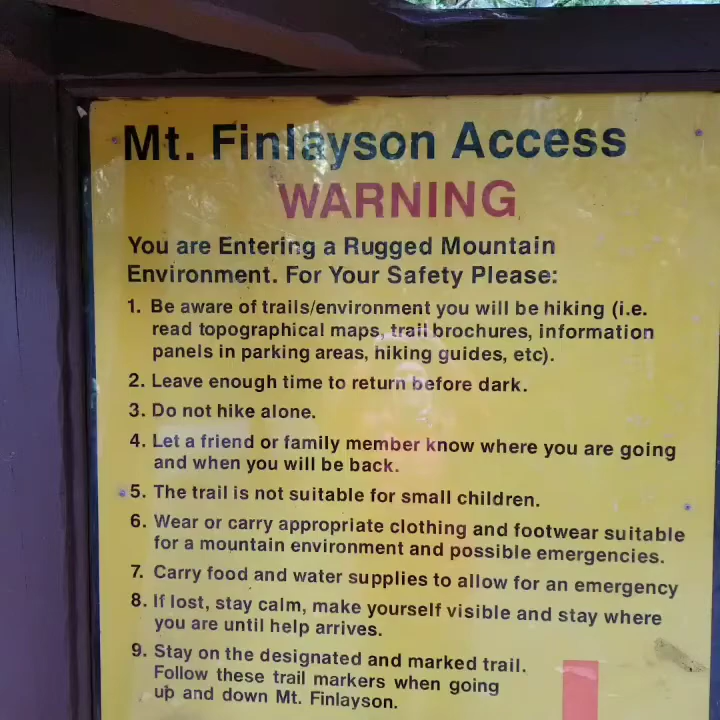 Mt. Finlayson Access
WARNING
You are Entering a Rugged Mountain
Environment. For Your Safety Please:
1. Be aware of trails/environment you will be hiking (i.e.
read topographical maps, trail brochures, information
panels in parking areas, hiking guides, etc).
2. Leave enough time to return before dark.
3. Do not hike alone.
4. Let a friend or family member know where you are going
and when you will be back.
5. The trail is not suitable for small children.
6. Wear or carry appropriate clothing and footwear suitable
for a mountain environment and possible emergencies.
7. Carry food and water supplies to allow for an emergency
8. If lost, stay calm, make yourself visible and stay where
you are until help arrives.
9. Stay on the designated and marked trail.
Follow these trail markers when going
up and down Mt. Finlayson.